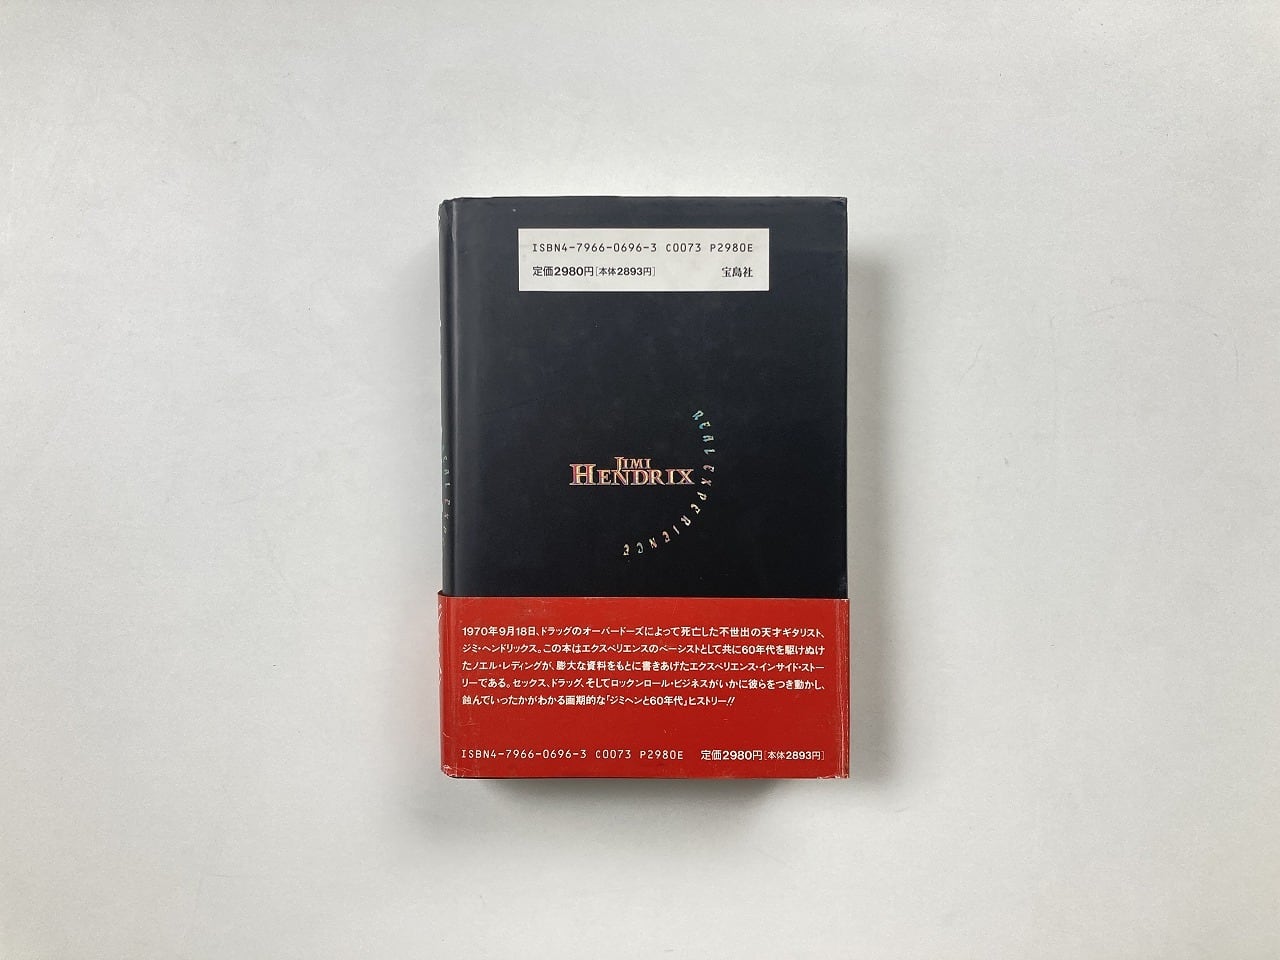 ISBN4-7966-0696-3 C0073 P2980E
定価2980円[本体2893円] 宝島社
REAL EXPERIENCE
JIMI
HENDRIX
1970年9月18日、ドラッグのオーバードーズによって死亡した不世出の天才ギタリスト、
ジミ・ヘンドリックス。この本はエクスペリエンスのベーシストとして共に60年代を駆けぬけ
たノエル・レディングが、膨大な資料をもとに書きあげたエクスペリエンス・インサイド・ストー
リーである。セックス、ドラッグ、そしてロックンロール・ビジネスがいかに彼らをつき動かし、
蝕んでいったかがわかる画期的な「ジミヘンと60年代」ヒストリー!!
ISBN4-7966-0696-3 C0073 P2980E 定価2980円[本体2893円]